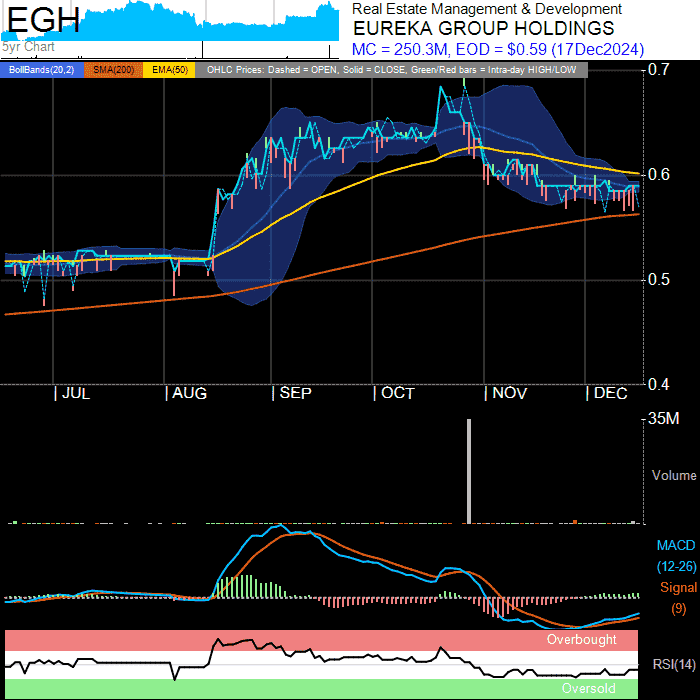 EGH
5yr Chart
Real Estate Management & Development
EUREKA GROUP HOLDINGS
MC = 250.3M, EOD = $0.59 (17Dec2024)
BollBands(20,2) SMA(200) EMA(50) OHLC Prices: Dashed = OPEN, Solid = CLOSE, Green/Red bars = Intra-day HIGH/LOW
0.7
0.6
0.5
0.4
JUL AUG SEP OCT NOV DEC
35M
Volume
MACD
(12-26)
Signal
(9)
Overbought
RSI(14)
Oversold